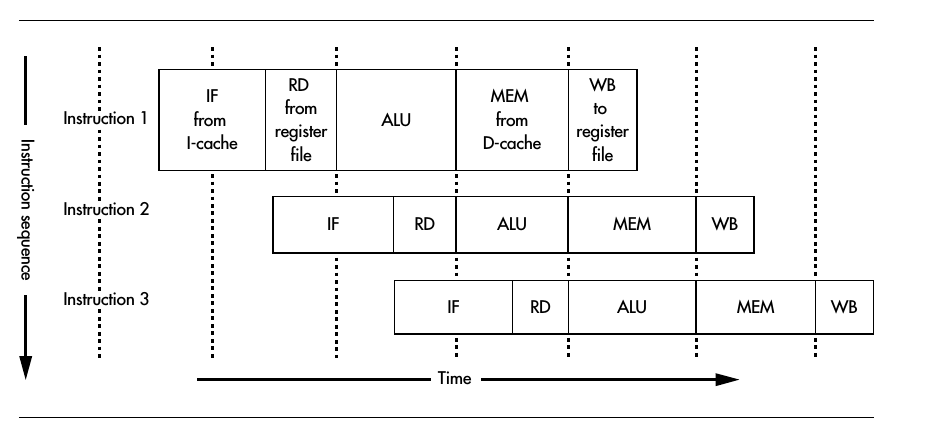 Instruction sequence
Instruction 1
IF
from
I-cache
RD
from
register
file
ALU
MEM
from
D-cache
WB
to
register
file
Instruction 2
IF
RD
ALU
MEM
WB
Instruction 3
IF
RD
ALU
MEM
WB
Time